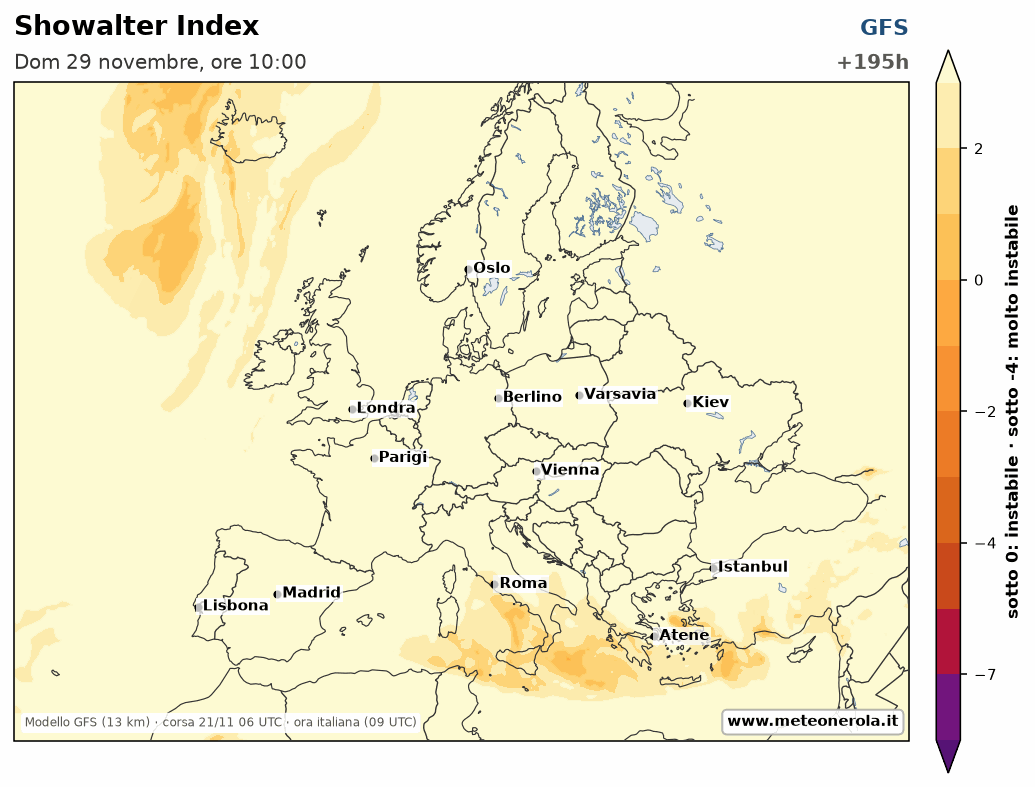 Showalter Index
GFS
Dom 29 novembre, ore 10:00
+195h
Oslo
Londra
Berlino
Varsavia
Kiev
Parigi
Vienna
Istanbul
Roma
Madrid
Lisbona
Atene
Modello GFS (13 km) · corsa 21/11 06 UTC · ora italiana (09 UTC)
www.meteonerola.it
2
0
−2
−4
−7
sotto 0: instabile · sotto -4: molto instabile